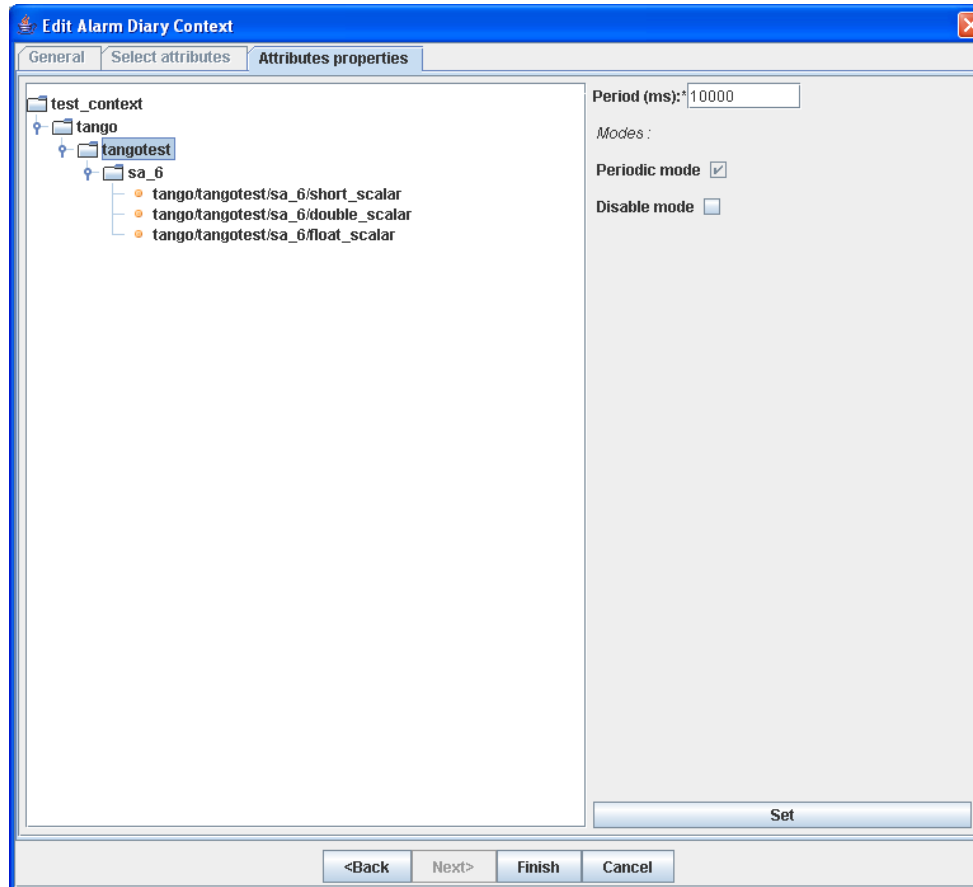 Edit Alarm Diary Context
General Select attributes Attributes properties
test_context
tango
tangotest
sa_6
tango/tangotest/sa_6/short_scalar
tango/tangotest/sa_6/double_scalar
tango/tangotest/sa_6/float_scalar
Period (ms):* 10000
Modes :
Periodic mode
Disable mode
Set
<Back Next> Finish Cancel